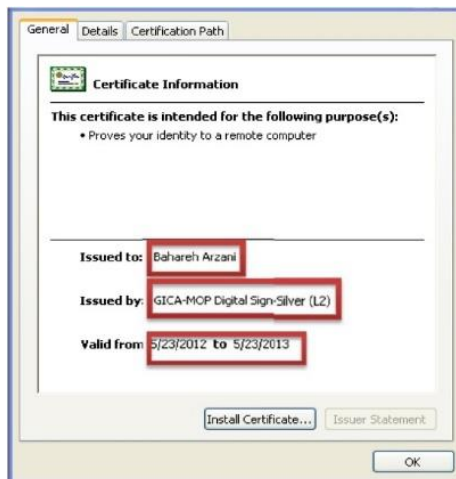 General Details Certification Path
Certificate Information
This certificate is intended for the following purpose(s):
• Proves your identity to a remote computer
Issued to: Bahareh Arzani
Issued by: GICA-MOP Digital Sign-Silver (L2)
Valid from 5/23/2012 to 5/23/2013
Install Certificate... Issuer Statement
OK